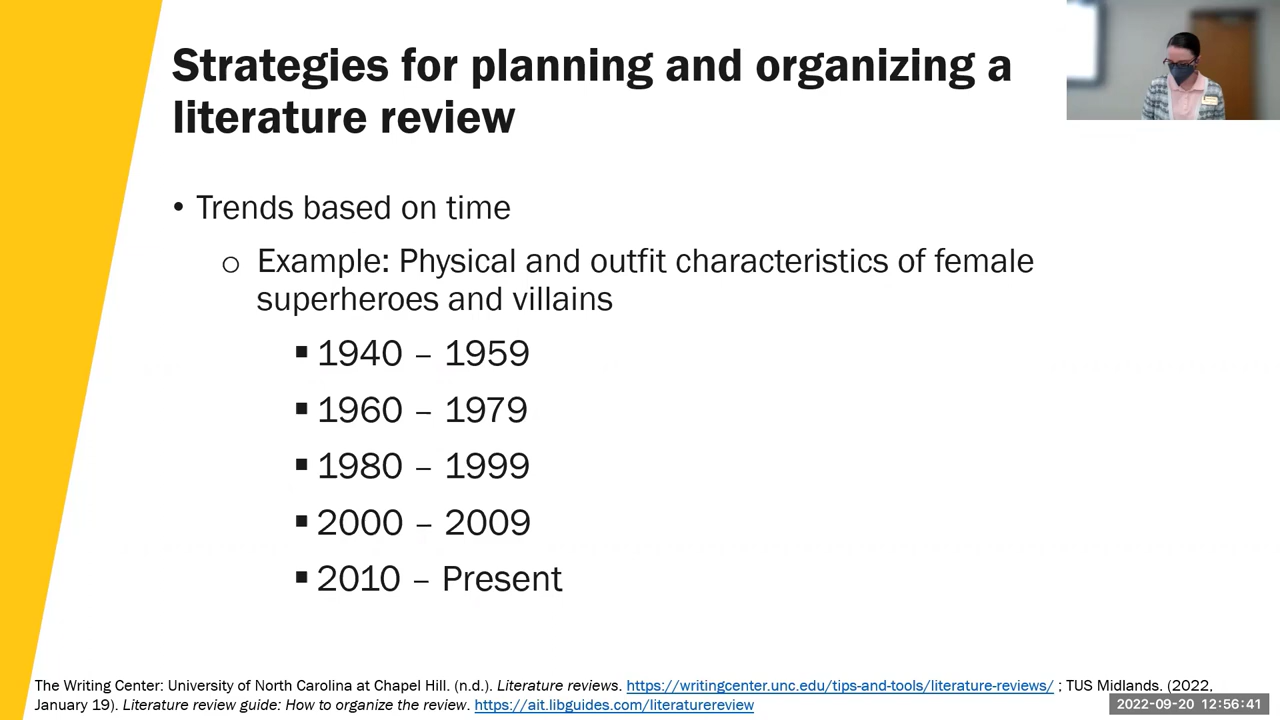 Strategies for planning and organizing a
literature review
• Trends based on time
o Example: Physical and outfit characteristics of female
superheroes and villains
▪ 1940 – 1959
▪ 1960 – 1979
▪ 1980 – 1999
▪ 2000 – 2009
▪ 2010 – Present
The Writing Center: University of North Carolina at Chapel Hill. (n.d.). Literature reviews. https://writingcenter.unc.edu/tips-and-tools/literature-reviews/ ; TUS Midlands. (2022,
January 19). Literature review guide: How to organize the review. https://ait.libguides.com/literaturereview
2022-09-20 12:56:41